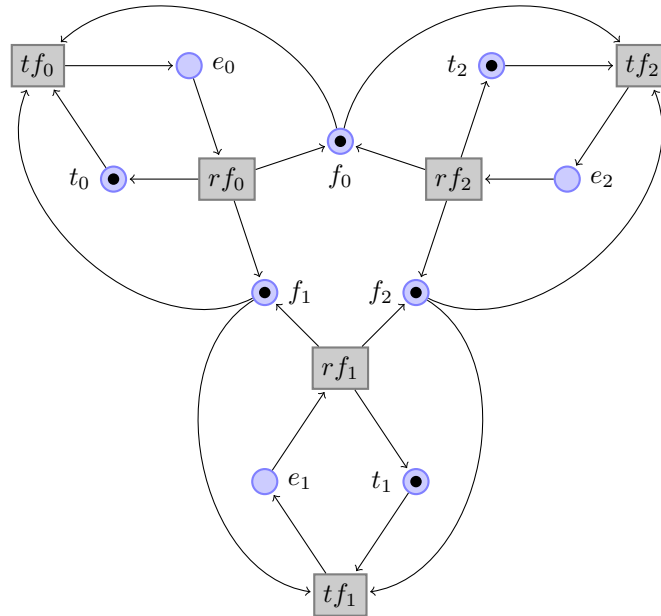 tf₀
e₀
t₂
tf₂
t₀
rf₀
f₀
rf₂
e₂
f₁
f₂
rf₁
e₁
t₁
tf₁